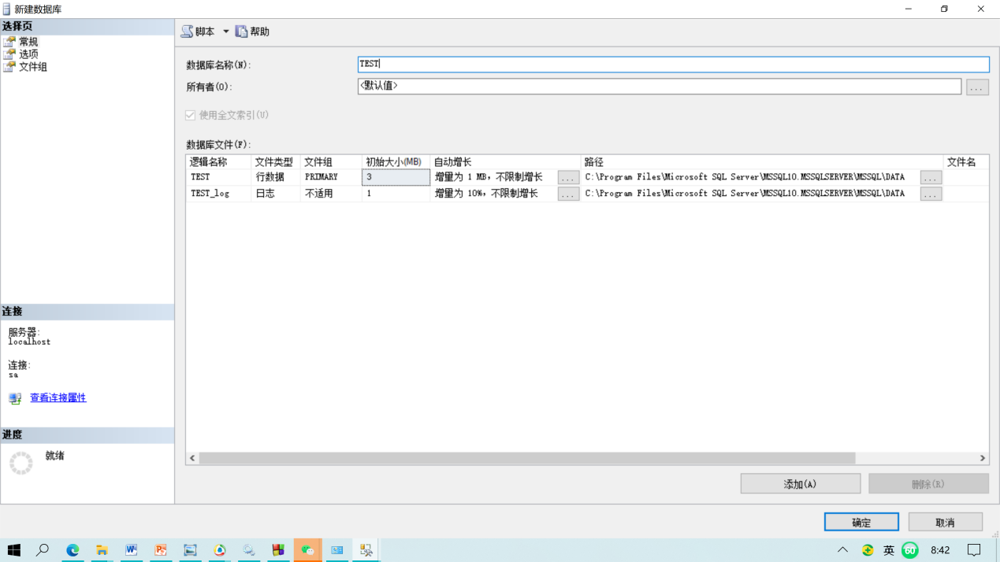 新建数据库
选择页
常规
选项
文件组
脚本 帮助
数据库名称(N):
TEST
所有者(O):
<默认值>
...
使用全文索引(U)
数据库文件(F):
逻辑名称 文件类型 文件组 初始大小(MB) 自动增长 路径 文件名
TEST 行数据 PRIMARY 3 增量为 1 MB，不限制增长 ... C:\Program Files\Microsoft SQL Server\MSSQL10.MSSQLSERVER\MSSQL\DATA ...
TEST_log 日志 不适用 1 增量为 10%，不限制增长 ... C:\Program Files\Microsoft SQL Server\MSSQL10.MSSQLSERVER\MSSQL\DATA ...
连接
服务器:
localhost
连接:
sa
查看连接属性
进度
就绪
添加(A) 删除(R)
确定 取消
英 60 8:42